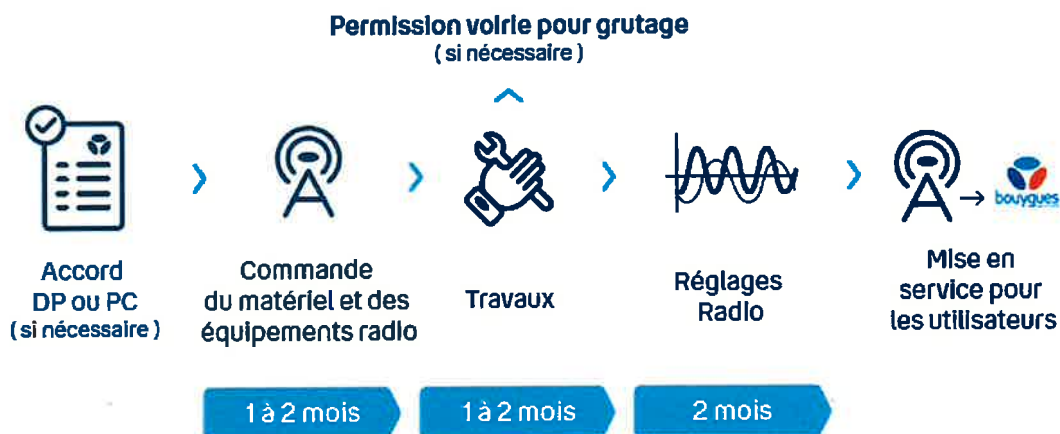 Permission voirie pour grutage
( si nécessaire )
Accord
DP ou PC
( si nécessaire )
Commande
du matériel et des
équipements radio
Travaux
Réglages
Radio
bouygues
Mise en
service pour
les utilisateurs
1 à 2 mois
1 à 2 mois
2 mois